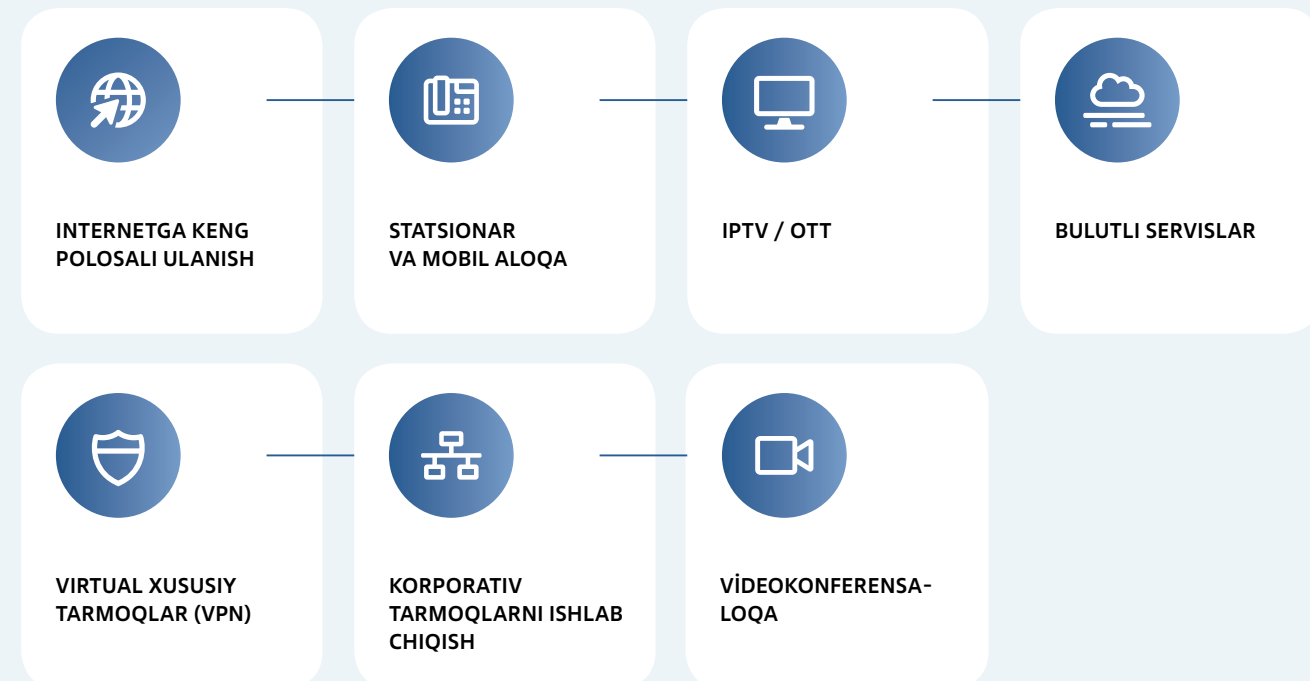 INTERNETGA KENG
POLOSALI ULANISH
STATSIONAR
VA MOBIL ALOQA
IPTV / OTT
BULUTLI SERVISLAR
VIRTUAL XUSUSIY
TARMOQLAR (VPN)
KORPORATIV
TARMOQLARNI ISHLAB
CHIQISH
VİDEOKONFERENSA-
LOQA